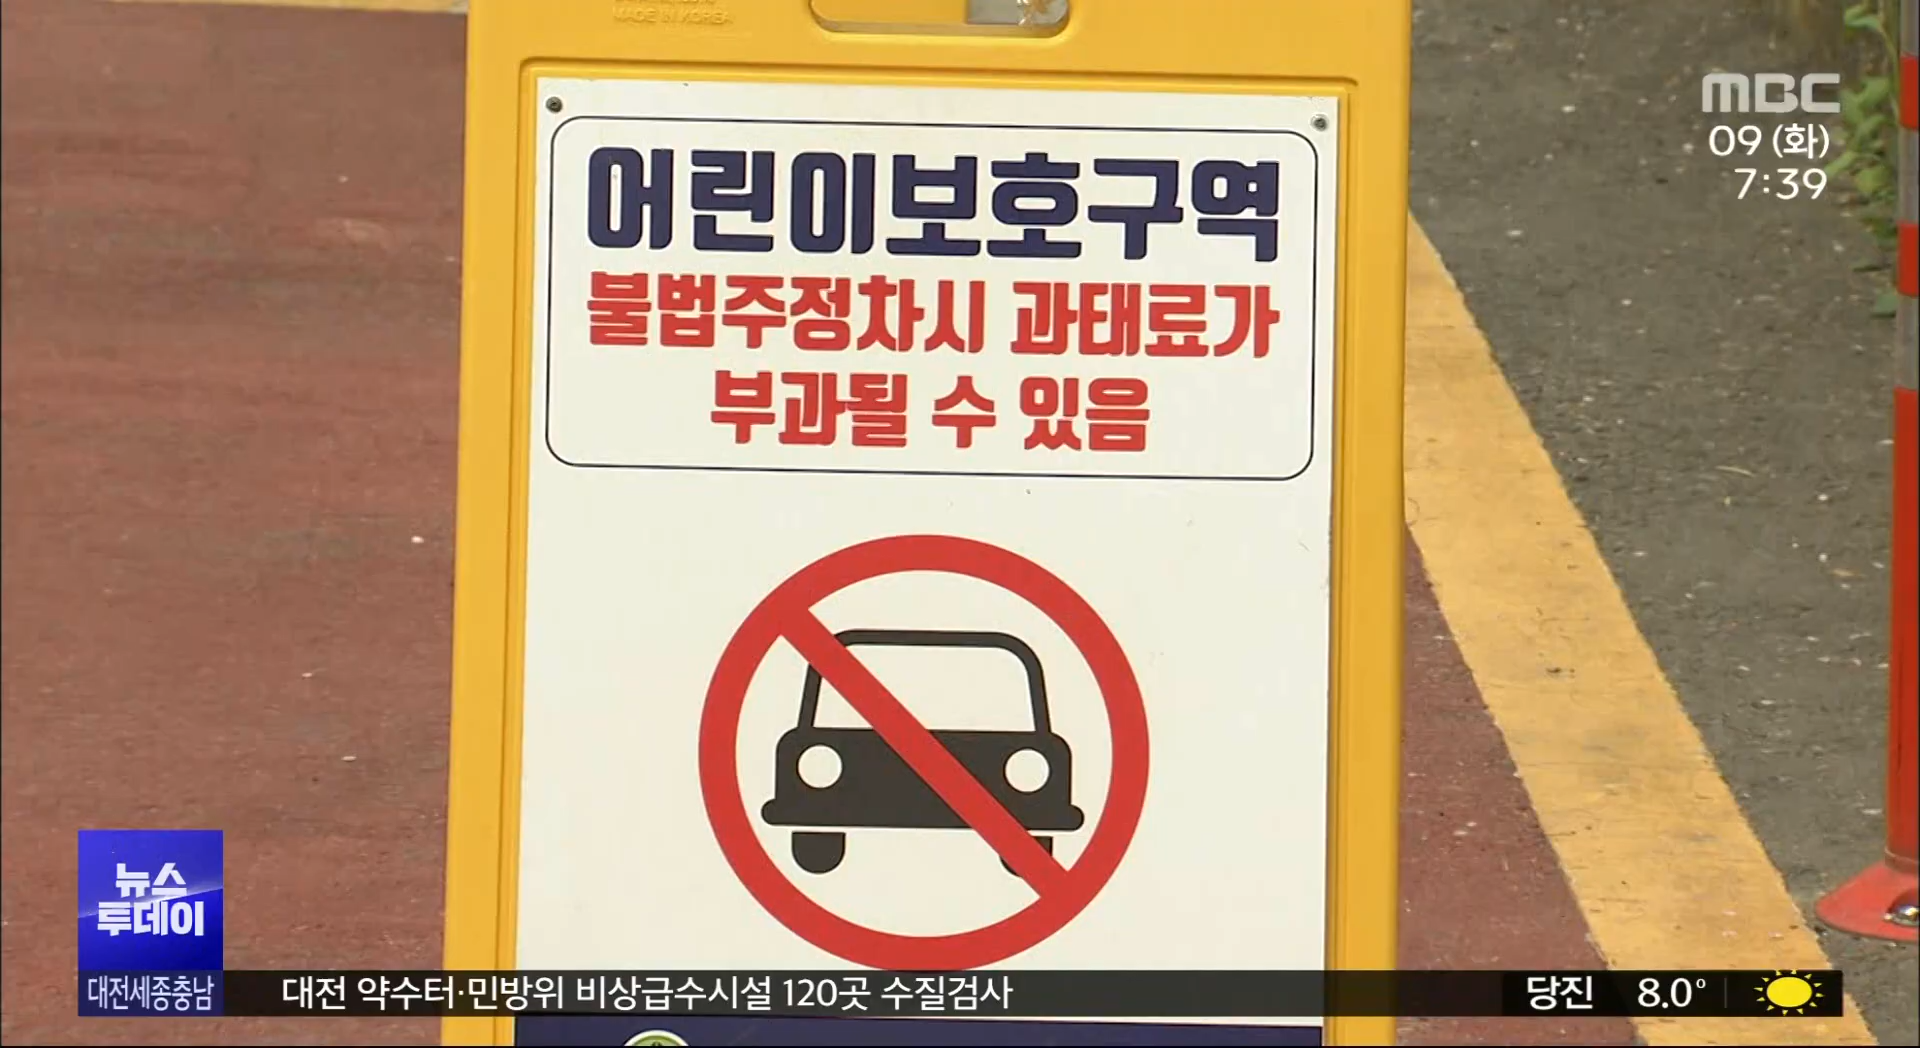 MADE IN KOREA
MBC
09 (화)
7:39
어린이보호구역
불법주정차시 과태료가
부과될 수 있음
뉴스
투데이
대전세종충남
대전 약수터·민방위 비상급수시설 120곳 수질검사
당진 8.0°